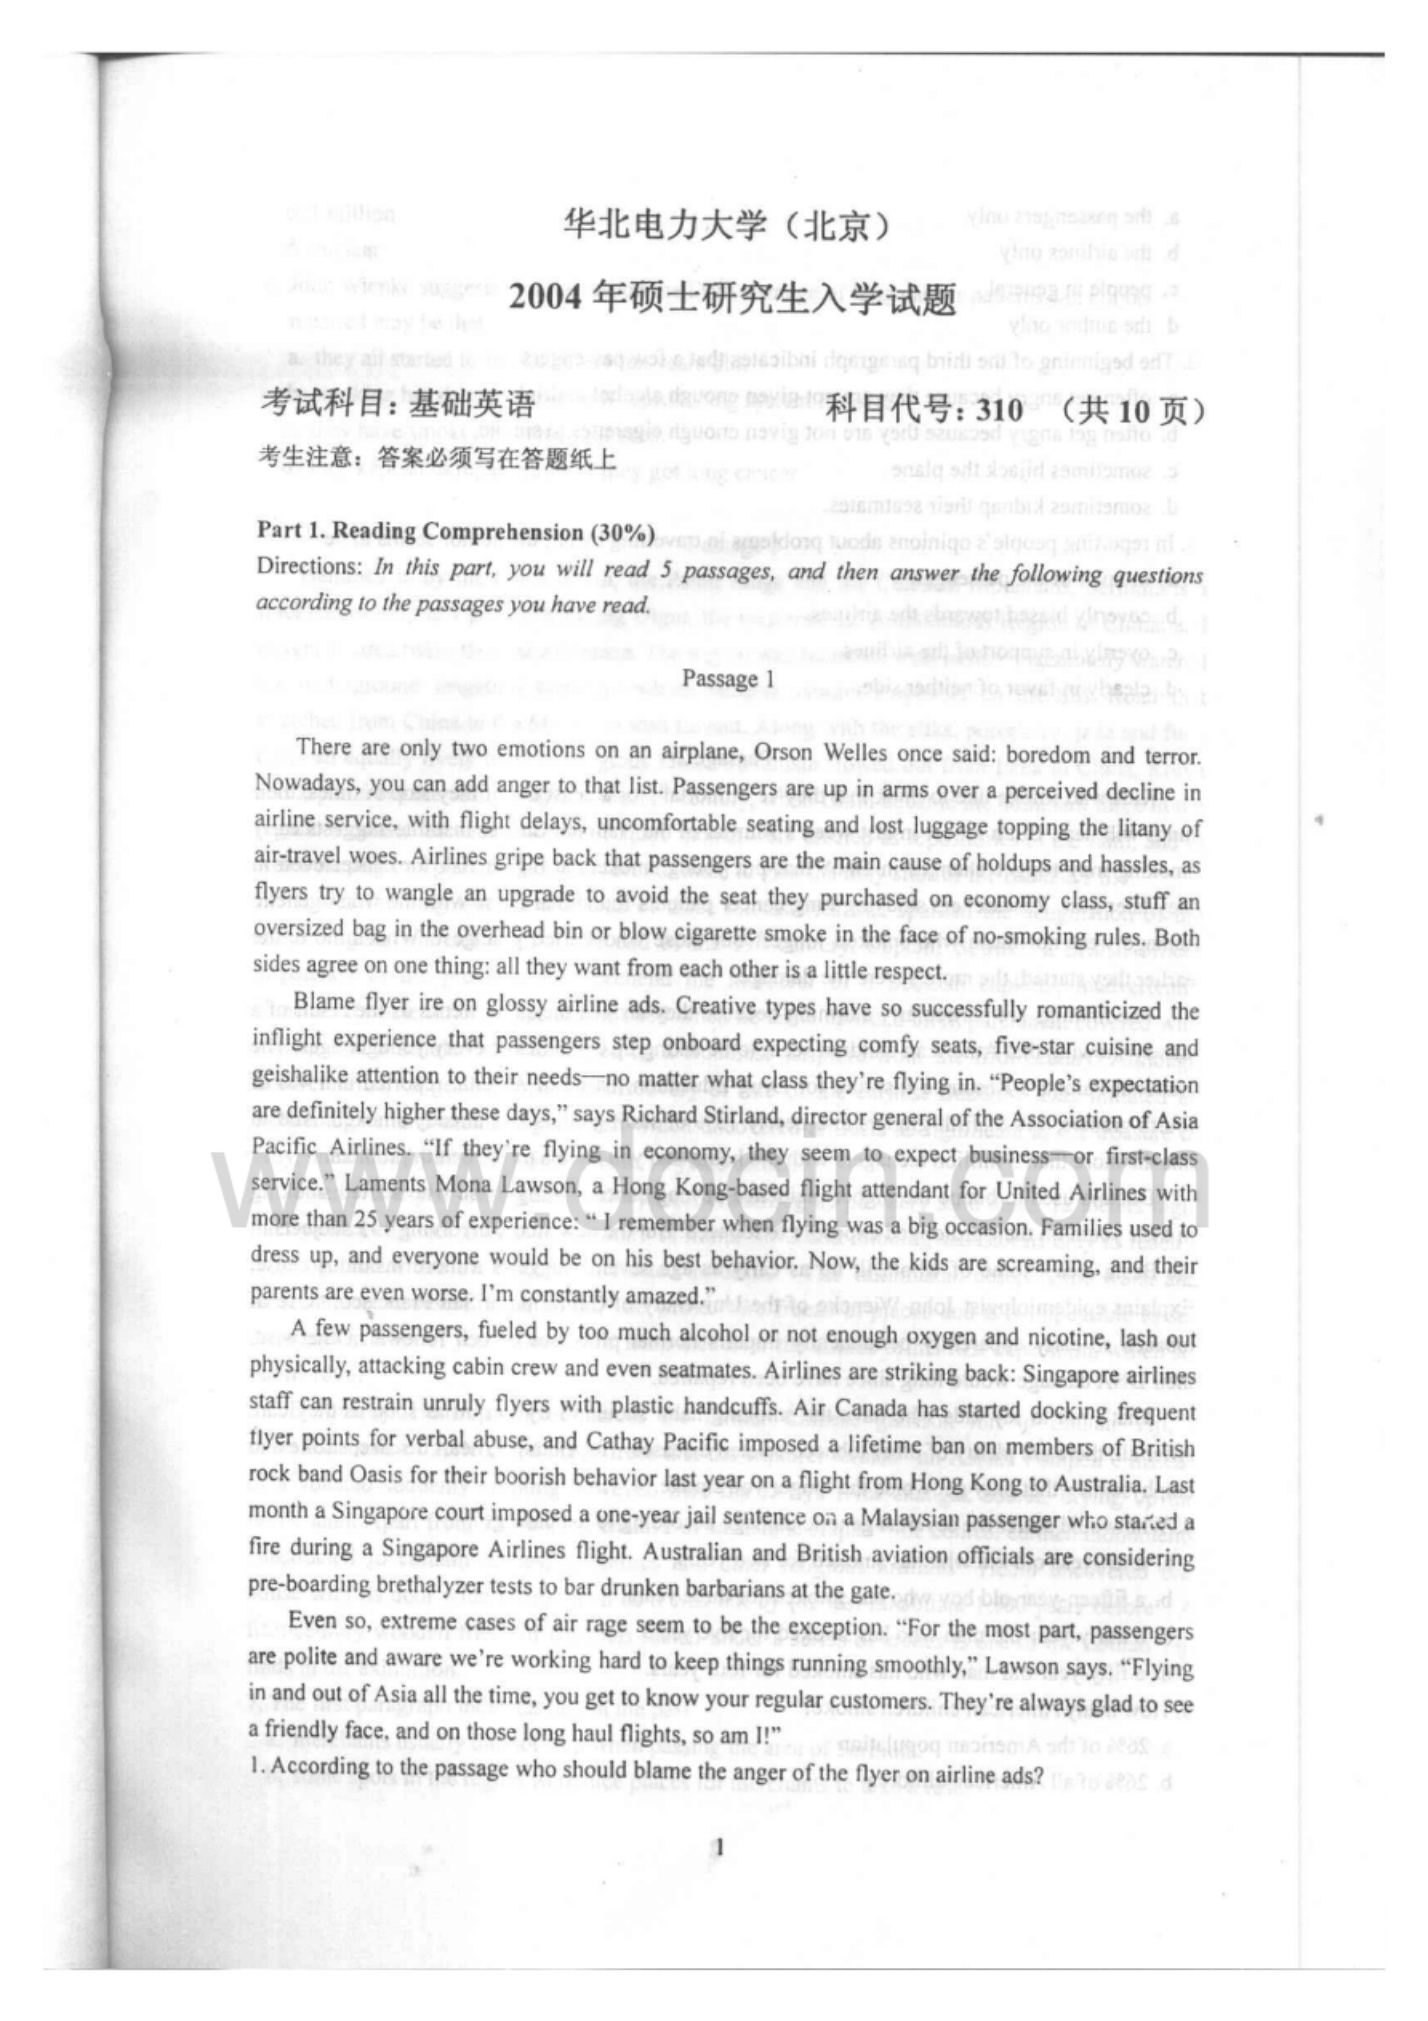 华北电力大学（北京）
2004 年硕士研究生入学试题
考试科目：基础英语 科目代号：310 （共 10 页）
考生注意：答案必须写在答题纸上
Part 1. Reading Comprehension (30%)
Directions: In this part, you will read 5 passages, and then answer the following questions
according to the passages you have read.
Passage 1
There are only two emotions on an airplane, Orson Welles once said: boredom and terror.
Nowadays, you can add anger to that list. Passengers are up in arms over a perceived decline in
airline service, with flight delays, uncomfortable seating and lost luggage topping the litany of
air-travel woes. Airlines gripe back that passengers are the main cause of holdups and hassles, as
flyers try to wangle an upgrade to avoid the seat they purchased on economy class, stuff an
oversized bag in the overhead bin or blow cigarette smoke in the face of no-smoking rules. Both
sides agree on one thing: all they want from each other is a little respect.
Blame flyer ire on glossy airline ads. Creative types have so successfully romanticized the
inflight experience that passengers step onboard expecting comfy seats, five-star cuisine and
geishalike attention to their needs—no matter what class they're flying in. “People's expectation
are definitely higher these days,” says Richard Stirland, director general of the Association of Asia
Pacific Airlines. “If they're flying in economy, they seem to expect business—or first-class
service.” Laments Mona Lawson, a Hong Kong-based flight attendant for United Airlines with
more than 25 years of experience: “ I remember when flying was a big occasion. Families used to
dress up, and everyone would be on his best behavior. Now, the kids are screaming, and their
parents are even worse. I'm constantly amazed.”
A few passengers, fueled by too much alcohol or not enough oxygen and nicotine, lash out
physically, attacking cabin crew and even seatmates. Airlines are striking back: Singapore airlines
staff can restrain unruly flyers with plastic handcuffs. Air Canada has started docking frequent
flyer points for verbal abuse, and Cathay Pacific imposed a lifetime ban on members of British
rock band Oasis for their boorish behavior last year on a flight from Hong Kong to Australia. Last
month a Singapore court imposed a one-year jail sentence on a Malaysian passenger who started a
fire during a Singapore Airlines flight. Australian and British aviation officials are considering
pre-boarding brethalyzer tests to bar drunken barbarians at the gate.
Even so, extreme cases of air rage seem to be the exception. “For the most part, passengers
are polite and aware we're working hard to keep things running smoothly,” Lawson says. “Flying
in and out of Asia all the time, you get to know your regular customers. They're always glad to see
a friendly face, and on those long haul flights, so am I!”
1. According to the passage who should blame the anger of the flyer on airline ads?
1
www.docin.com